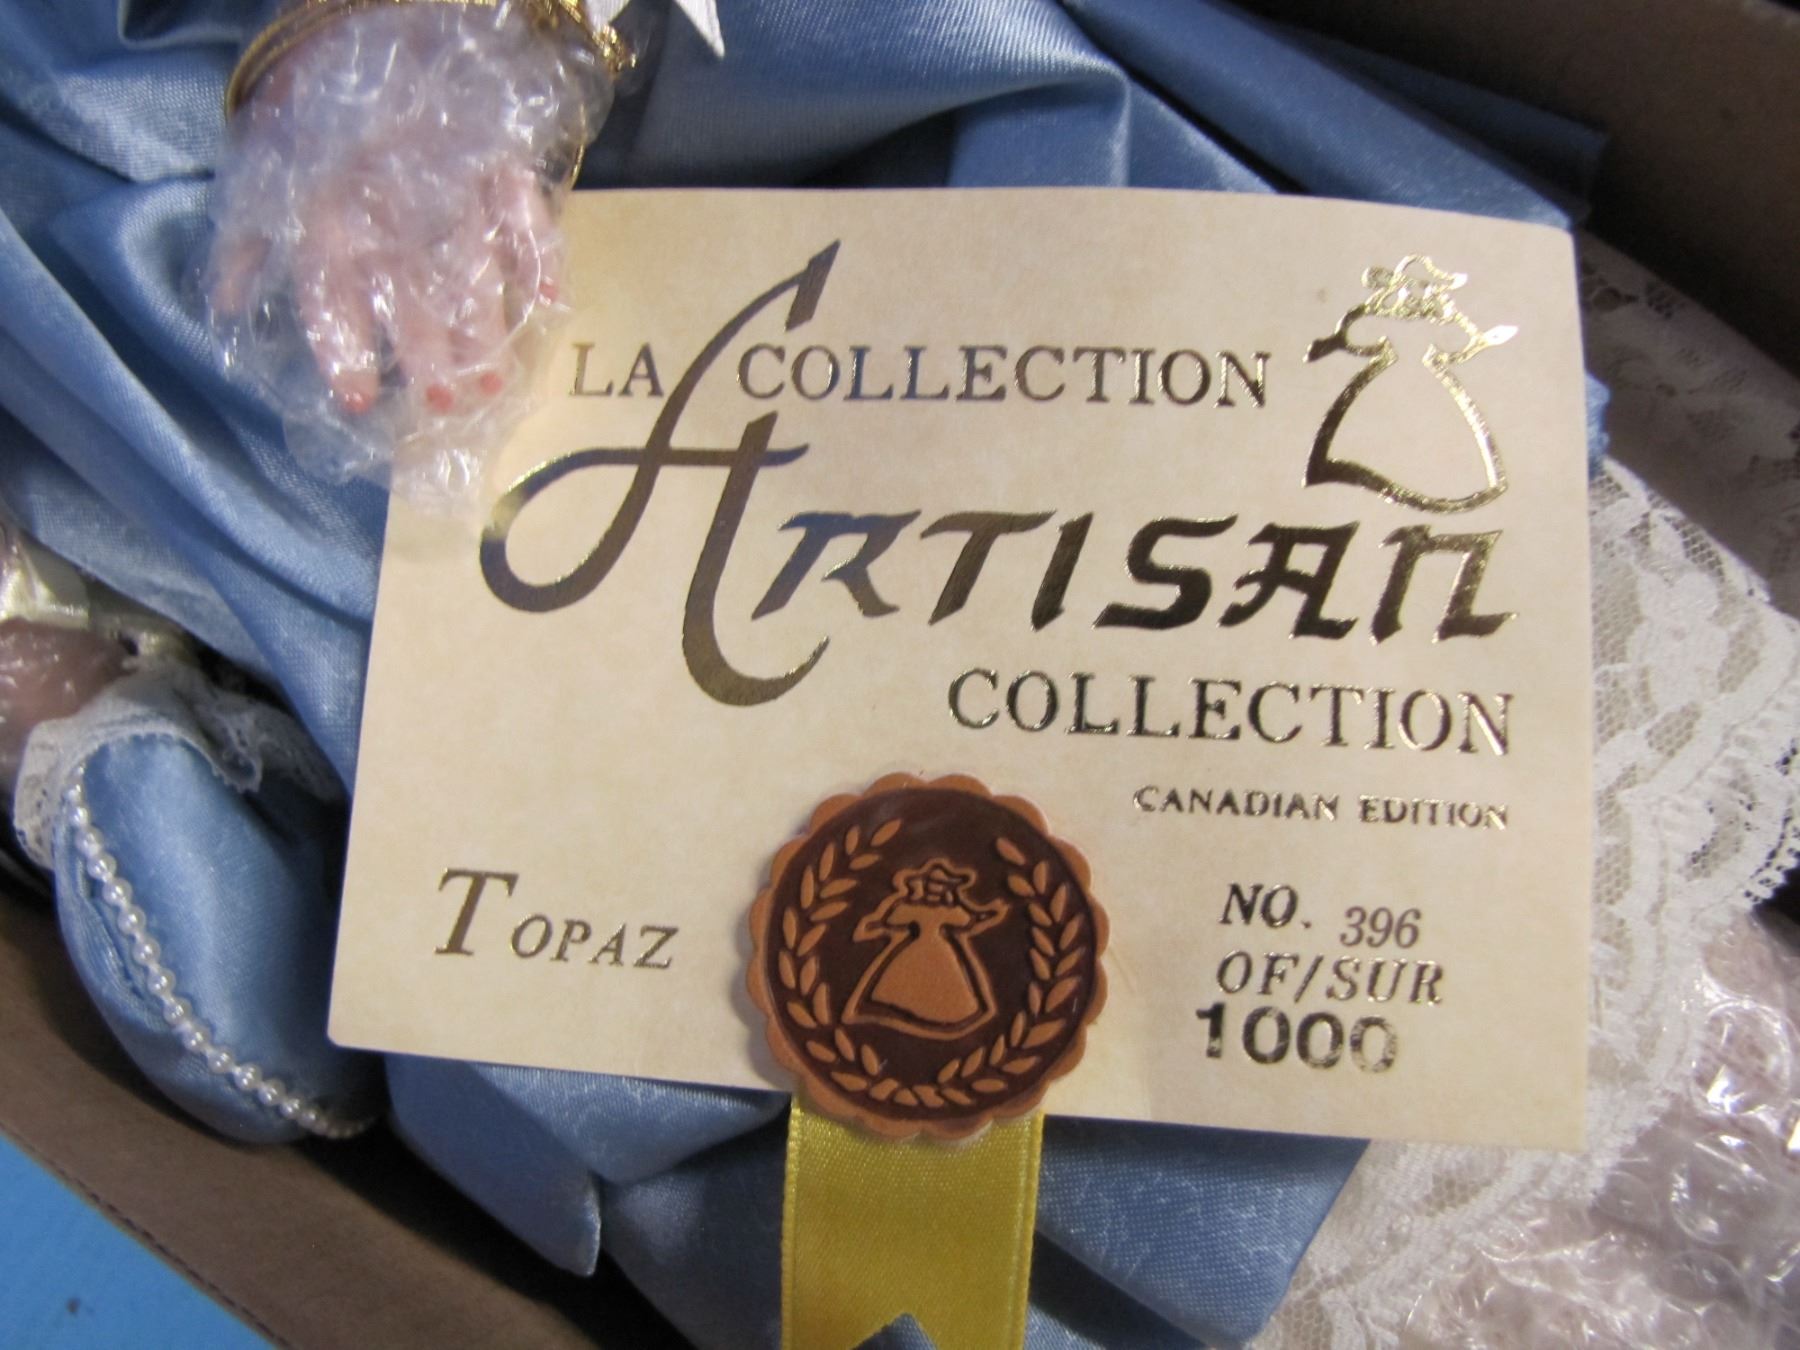 LA COLLECTION
ARTISAN
COLLECTION
CANADIAN EDITION
TOPAZ
NO. 396
OF/SUR
1000